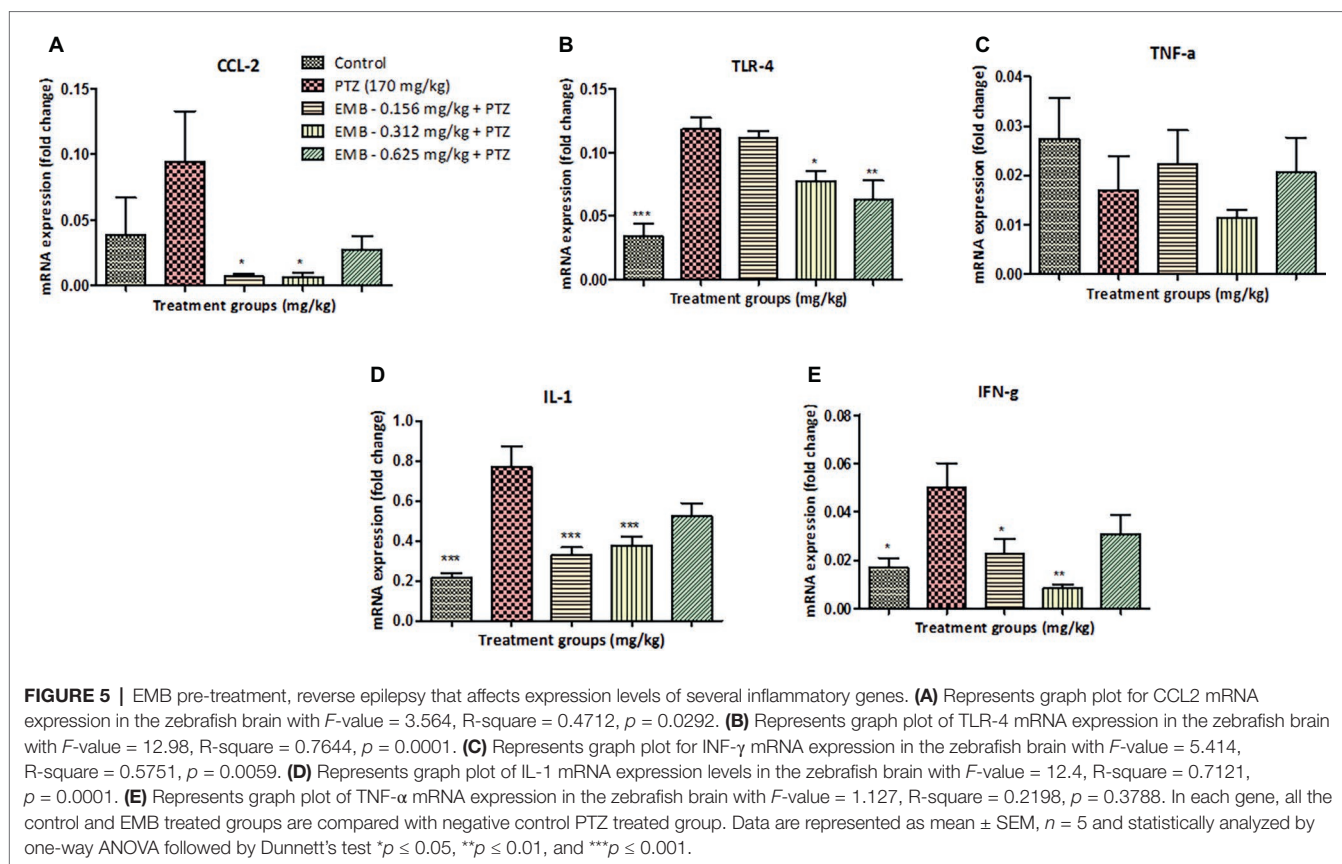 A
CCL-2
Control
PTZ (170 mg/kg)
EMB - 0.156 mg/kg + PTZ
EMB - 0.312 mg/kg + PTZ
EMB - 0.625 mg/kg + PTZ
mRNA expression (fold change)
0.15
0.10
0.05
0.00
* *
Treatment groups (mg/kg)
B
TLR-4
mRNA expression (fold change)
0.15
0.10
0.05
0.00
*** * **
Treatment groups (mg/kg)
C
TNF-a
mRNA expression (fold change)
0.04
0.03
0.02
0.01
0.00
Treatment groups (mg/kg)
D
IL-1
mRNA expression (fold change)
1.0
0.8
0.6
0.4
0.2
0.0
*** *** ***
Treatment groups (mg/kg)
E
IFN-g
mRNA expression (fold change)
0.08
0.06
0.04
0.02
0.00
* * **
Treatment groups (mg/kg)
FIGURE 5 | EMB pre-treatment, reverse epilepsy that affects expression levels of several inflammatory genes. (A) Represents graph plot for CCL2 mRNA
expression in the zebrafish brain with F-value = 3.564, R-square = 0.4712, p = 0.0292. (B) Represents graph plot of TLR-4 mRNA expression in the zebrafish brain
with F-value = 12.98, R-square = 0.7644, p = 0.0001. (C) Represents graph plot for INF-γ mRNA expression in the zebrafish brain with F-value = 5.414,
R-square = 0.5751, p = 0.0059. (D) Represents graph plot of IL-1 mRNA expression levels in the zebrafish brain with F-value = 12.4, R-square = 0.7121,
p = 0.0001. (E) Represents graph plot of TNF-α mRNA expression in the zebrafish brain with F-value = 1.127, R-square = 0.2198, p = 0.3788. In each gene, all the
control and EMB treated groups are compared with negative control PTZ treated group. Data are represented as mean ± SEM, n = 5 and statistically analyzed by
one-way ANOVA followed by Dunnett's test *p ≤ 0.05, **p ≤ 0.01, and ***p ≤ 0.001.